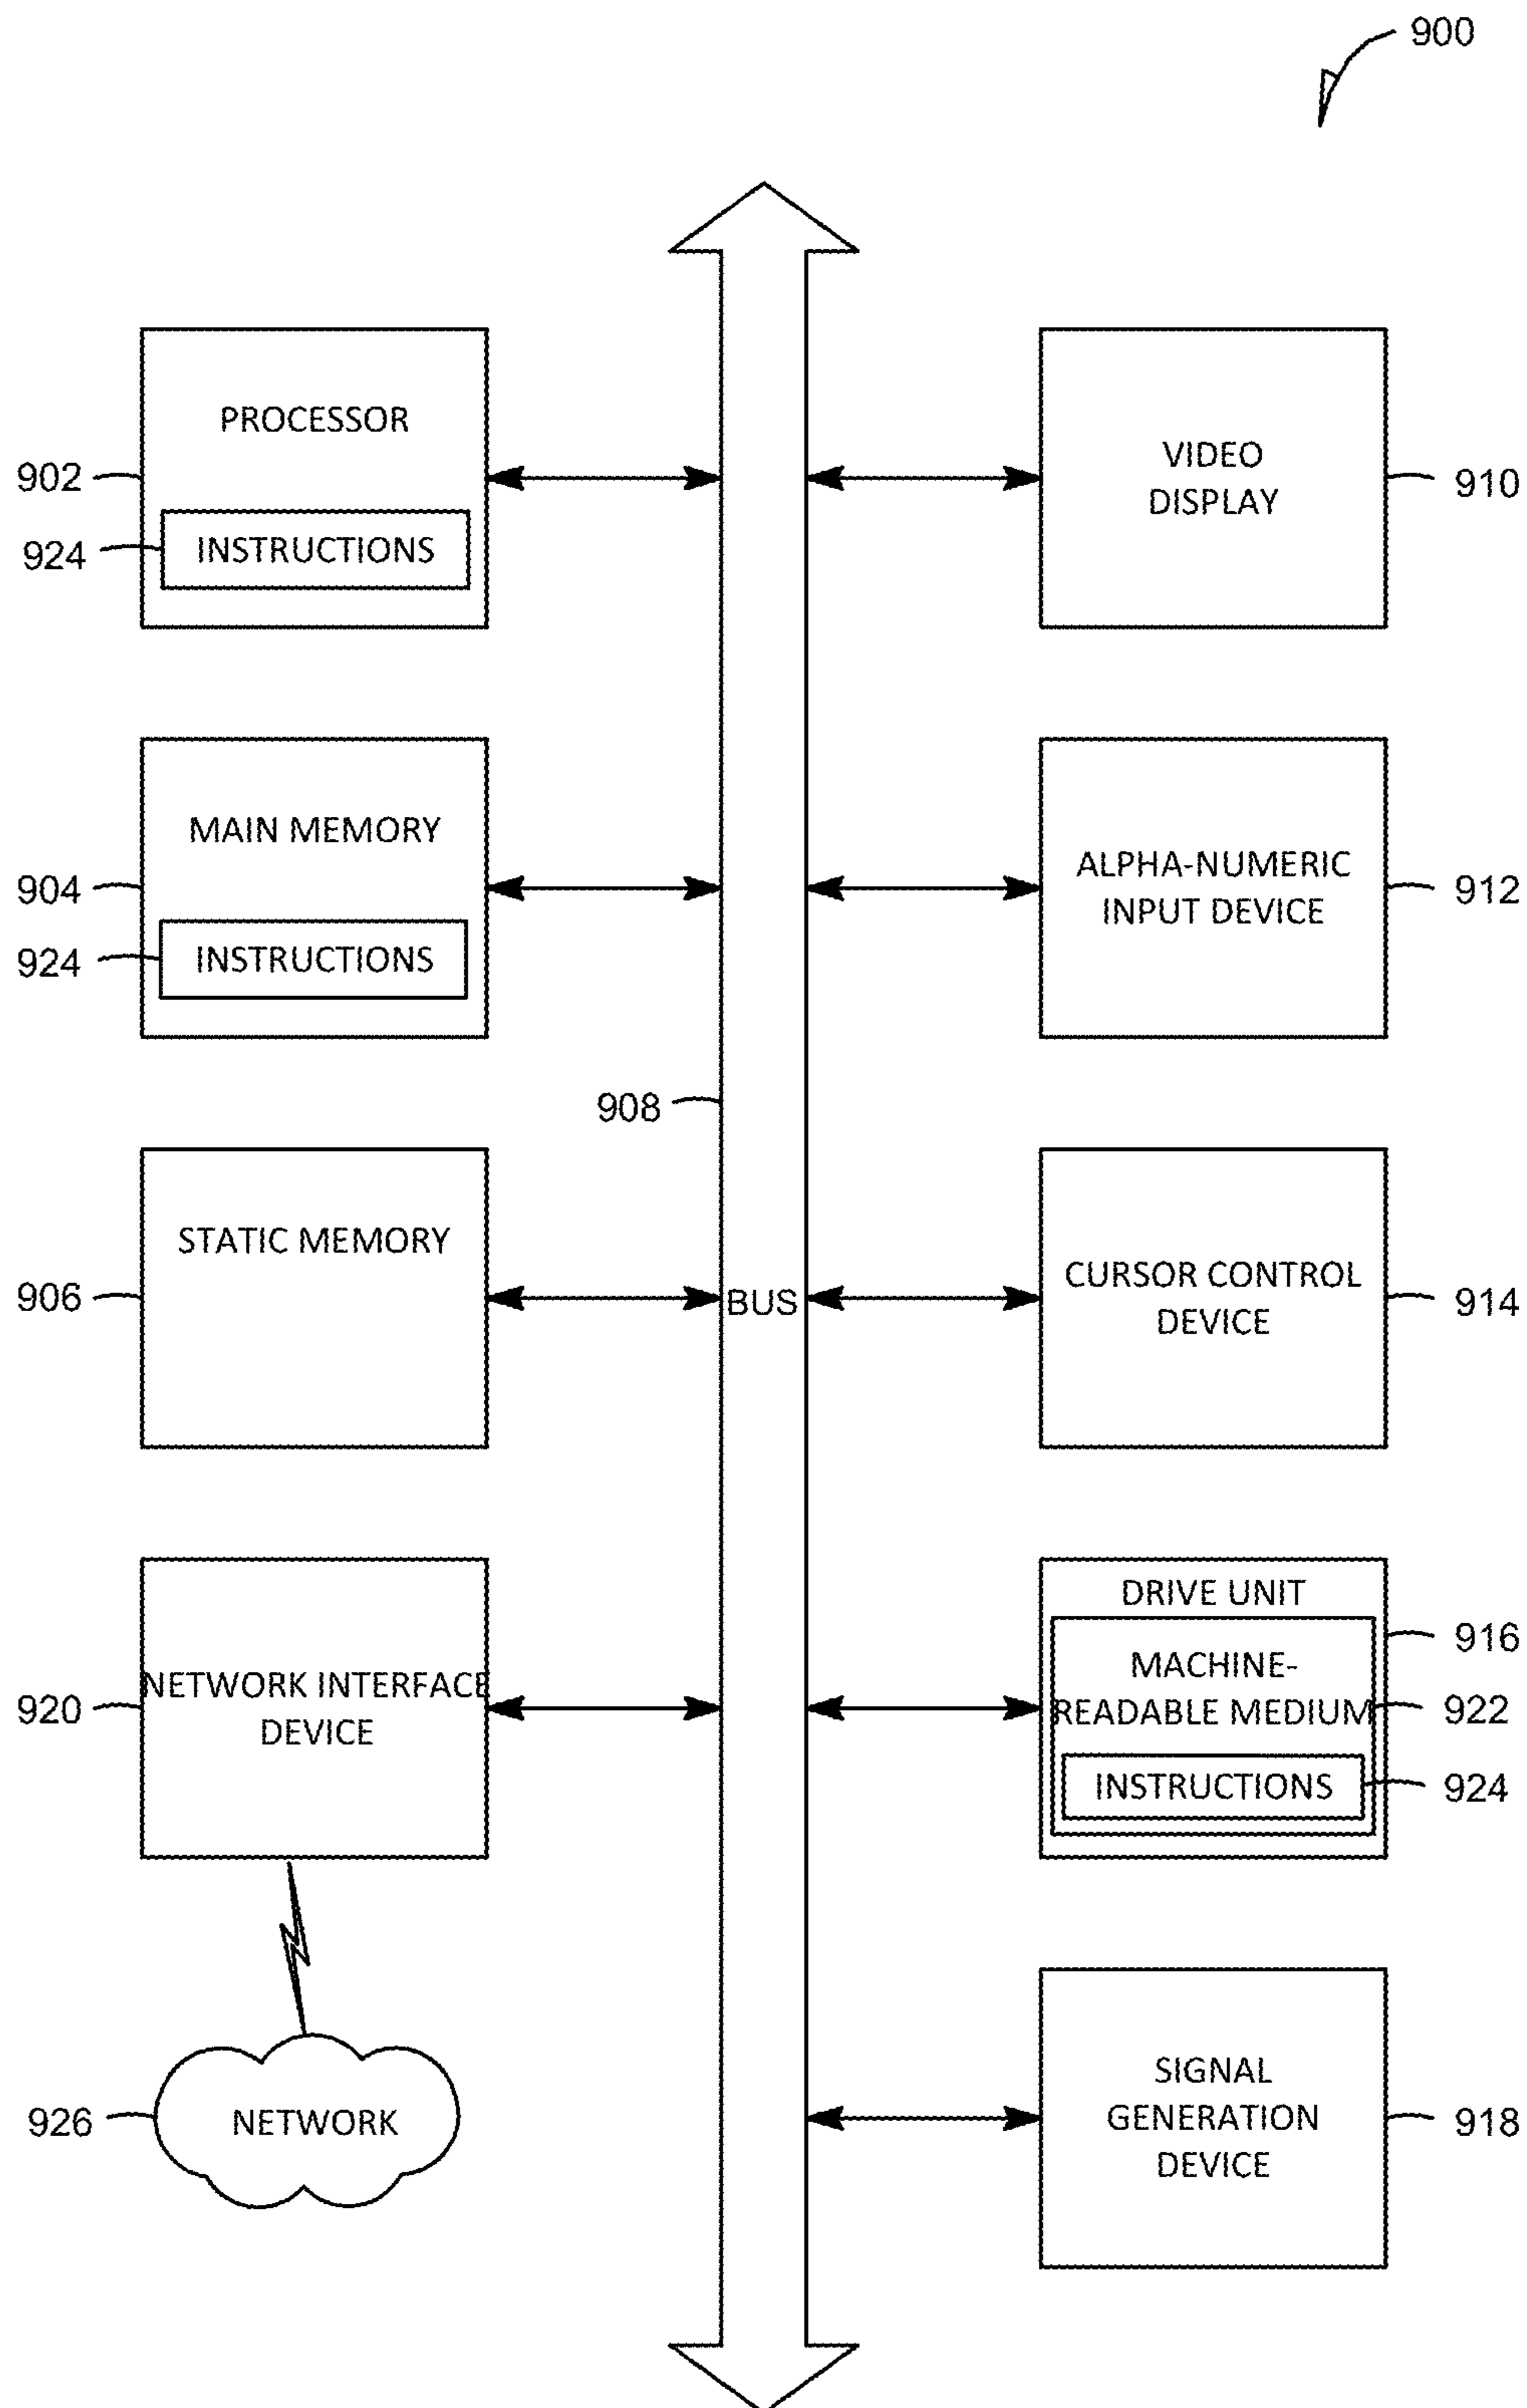 900
PROCESSOR
902
924
INSTRUCTIONS
VIDEO
DISPLAY
910
MAIN MEMORY
904
924
INSTRUCTIONS
ALPHA-NUMERIC
INPUT DEVICE
912
908
BUS
STATIC MEMORY
906
CURSOR CONTROL
DEVICE
914
NETWORK INTERFACE
DEVICE
920
DRIVE UNIT
916
MACHINE-
READABLE MEDIUM
922
INSTRUCTIONS
924
NETWORK
926
SIGNAL
GENERATION
DEVICE
918